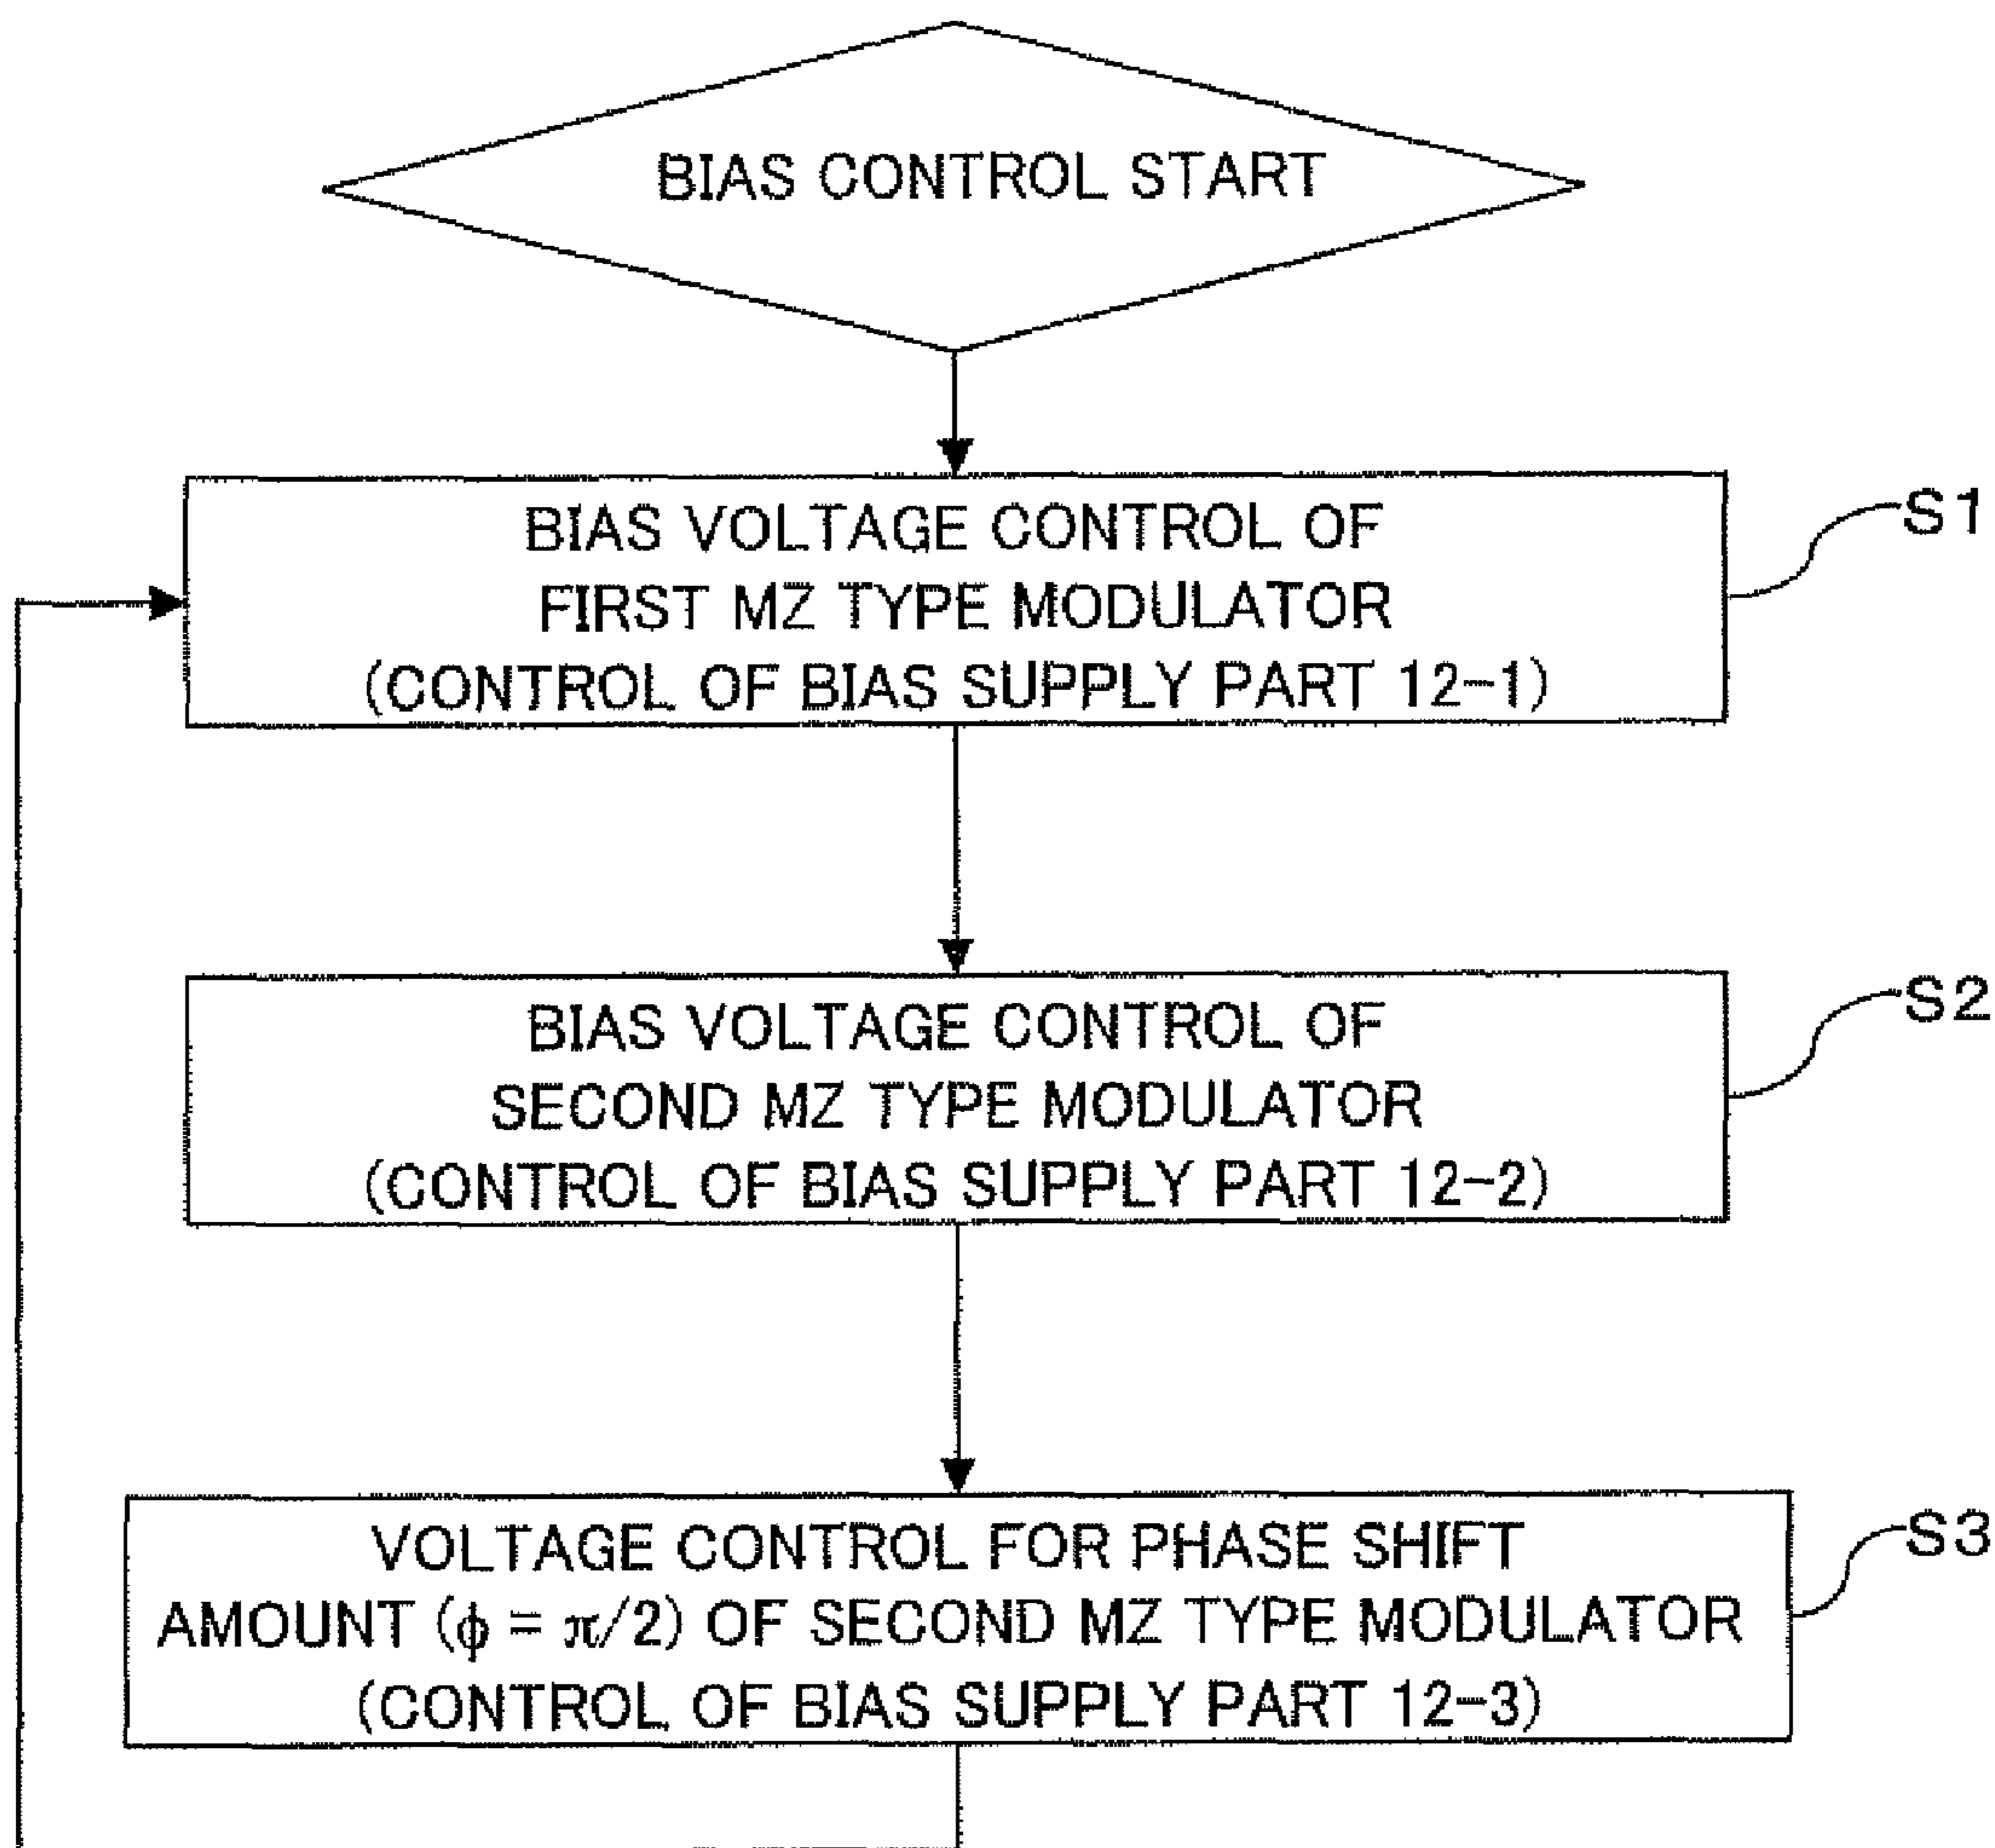 BIAS CONTROL START
BIAS VOLTAGE CONTROL OF
FIRST MZ TYPE MODULATOR
(CONTROL OF BIAS SUPPLY PART 12-1)
S1
BIAS VOLTAGE CONTROL OF
SECOND MZ TYPE MODULATOR
(CONTROL OF BIAS SUPPLY PART 12-2)
S2
VOLTAGE CONTROL FOR PHASE SHIFT
AMOUNT (ϕ = π/2) OF SECOND MZ TYPE MODULATOR
(CONTROL OF BIAS SUPPLY PART 12-3)
S3